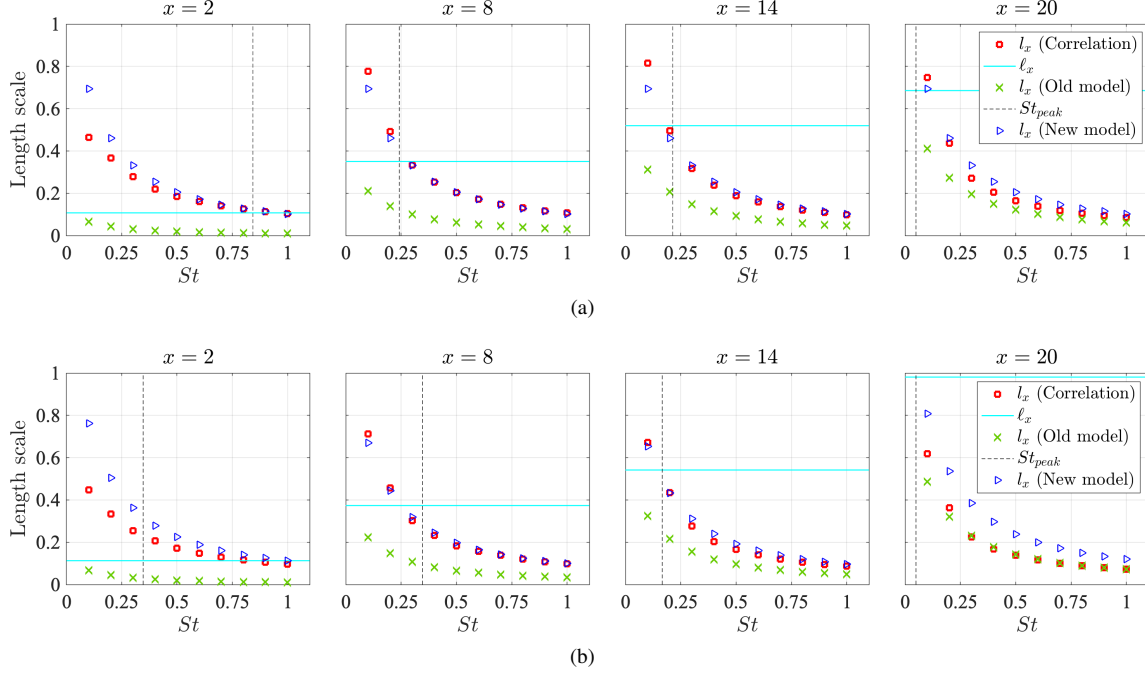 x = 2
x = 8
x = 14
x = 20
1
0.8
0.6
0.4
0.2
0
Length scale
l_x (Correlation)
ℓ_x
l_x (Old model)
St_peak
l_x (New model)
0 0.25 0.5 0.75 1
0 0.25 0.5 0.75 1
0 0.25 0.5 0.75 1
0 0.25 0.5 0.75 1
St
St
St
St
(a)
x = 2
x = 8
x = 14
x = 20
1
0.8
0.6
0.4
0.2
0
Length scale
l_x (Correlation)
ℓ_x
l_x (Old model)
St_peak
l_x (New model)
0 0.25 0.5 0.75 1
0 0.25 0.5 0.75 1
0 0.25 0.5 0.75 1
0 0.25 0.5 0.75 1
St
St
St
St
(b)